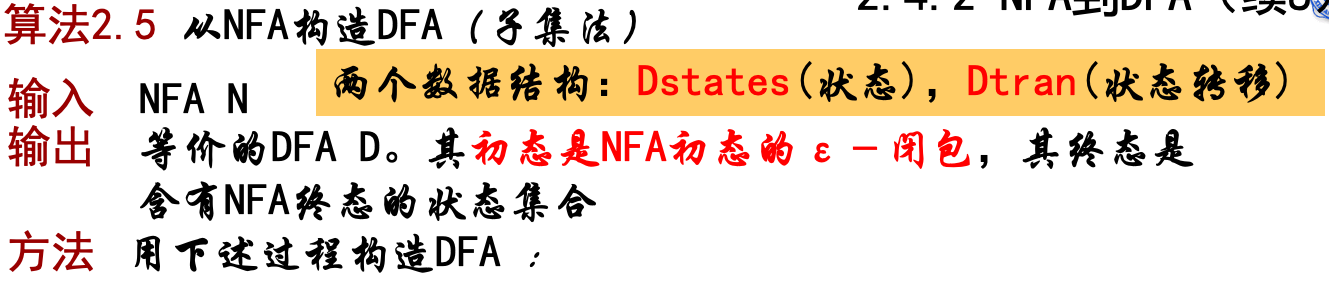 2.4.2 NFA到DFA（续
算法2.5 从NFA构造DFA（子集法）
两个数据结构：Dstates(状态)，Dtran(状态转移)
输入 NFA N
输出 等价的DFA D。其初态是NFA初态的ε－闭包，其终态是
含有NFA终态的状态集合
方法 用下述过程构造DFA ：